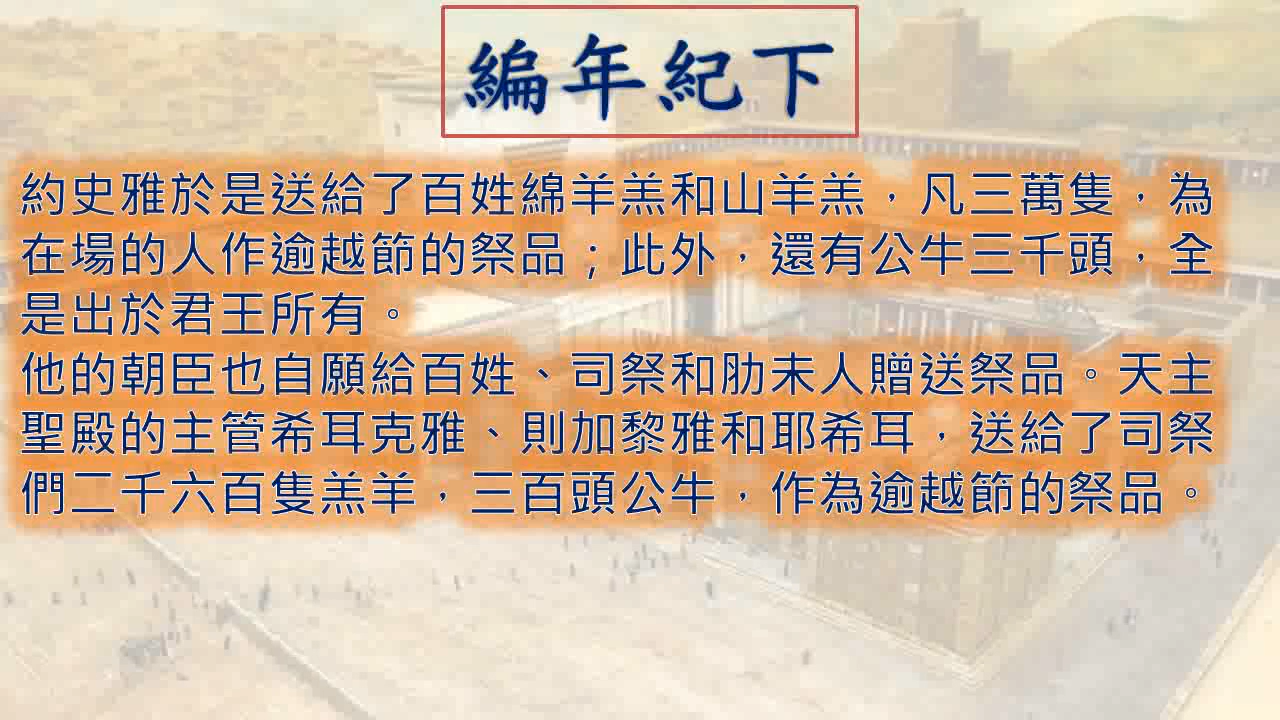 編年紀下
約史雅於是送給了百姓綿羊羔和山羊羔，凡三萬隻，為
在場的人作逾越節的祭品；此外，還有公牛三千頭，全
是出於君王所有。
他的朝臣也自願給百姓、司祭和肋未人贈送祭品。天主
聖殿的主管希耳克雅、則加黎雅和耶希耳，送給了司祭
們二千六百隻羔羊，三百頭公牛，作為逾越節的祭品。